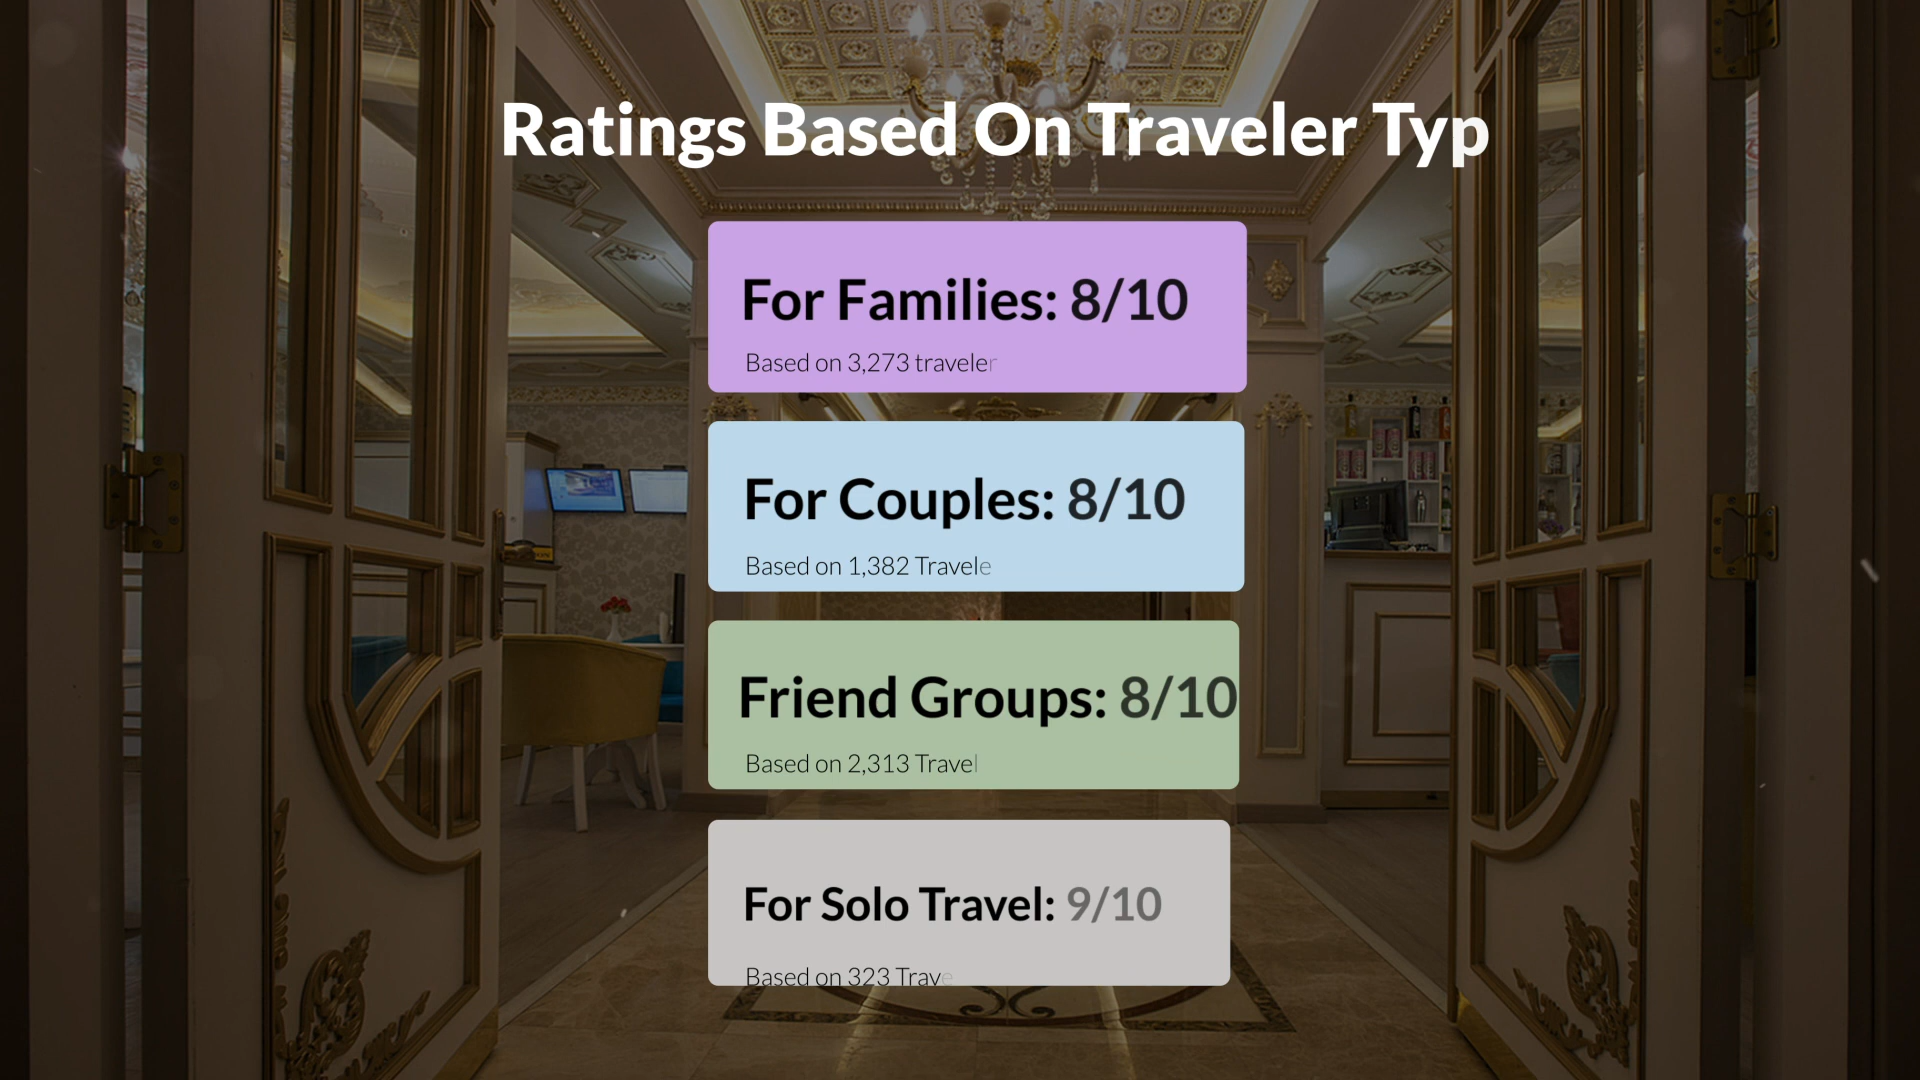 Ratings Based On Traveler Typ
For Families: 8/10
Based on 3,273 traveler
For Couples: 8/10
Based on 1,382 Travele
Friend Groups: 8/10
Based on 2,313 Travel
For Solo Travel: 9/10
Based on 323 Trave